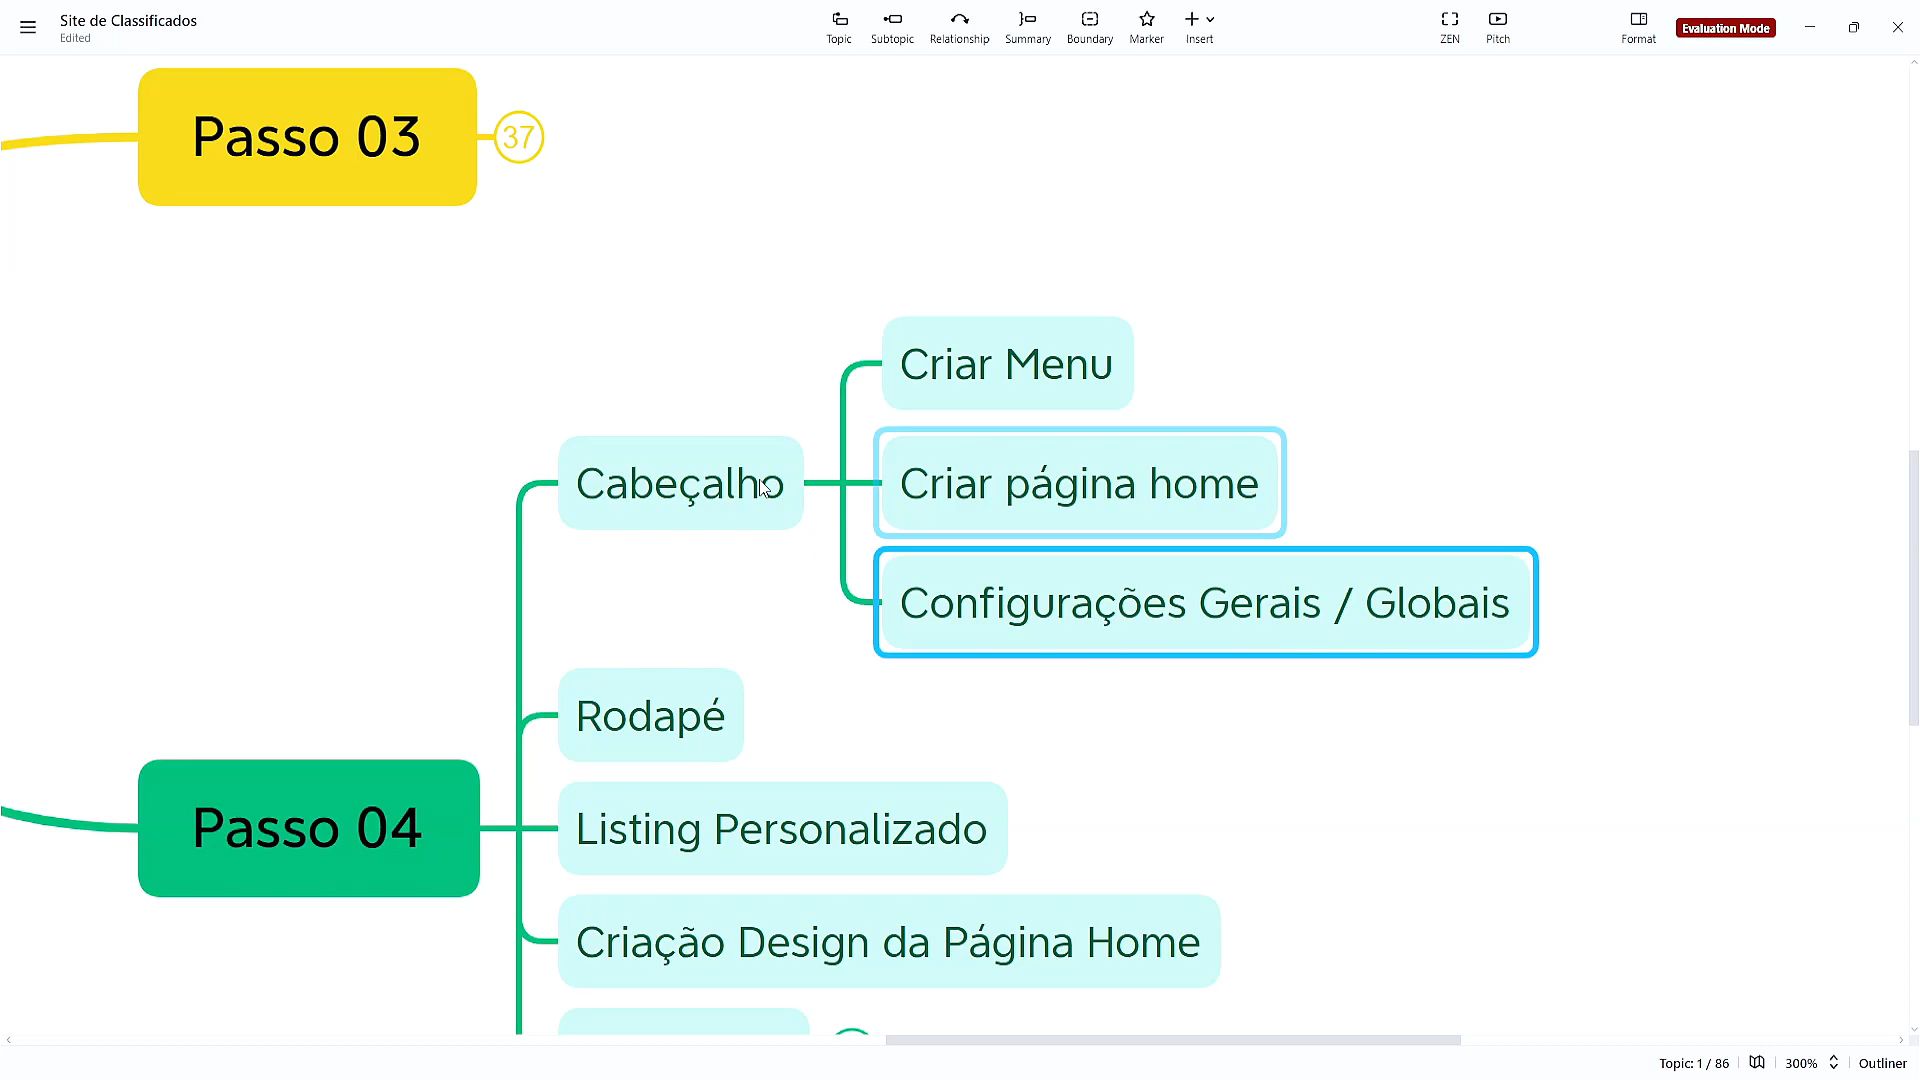 Site de Classificados
Edited
Topic
Subtopic
Relationship
Summary
Boundary
Marker
Insert
ZEN
Pitch
Format
Evaluation Mode
Passo 03
37
Criar Menu
Cabeçalho
Criar página home
Configurações Gerais / Globais
Rodapé
Passo 04
Listing Personalizado
Criação Design da Página Home
Topic: 1 / 86
300%
Outliner